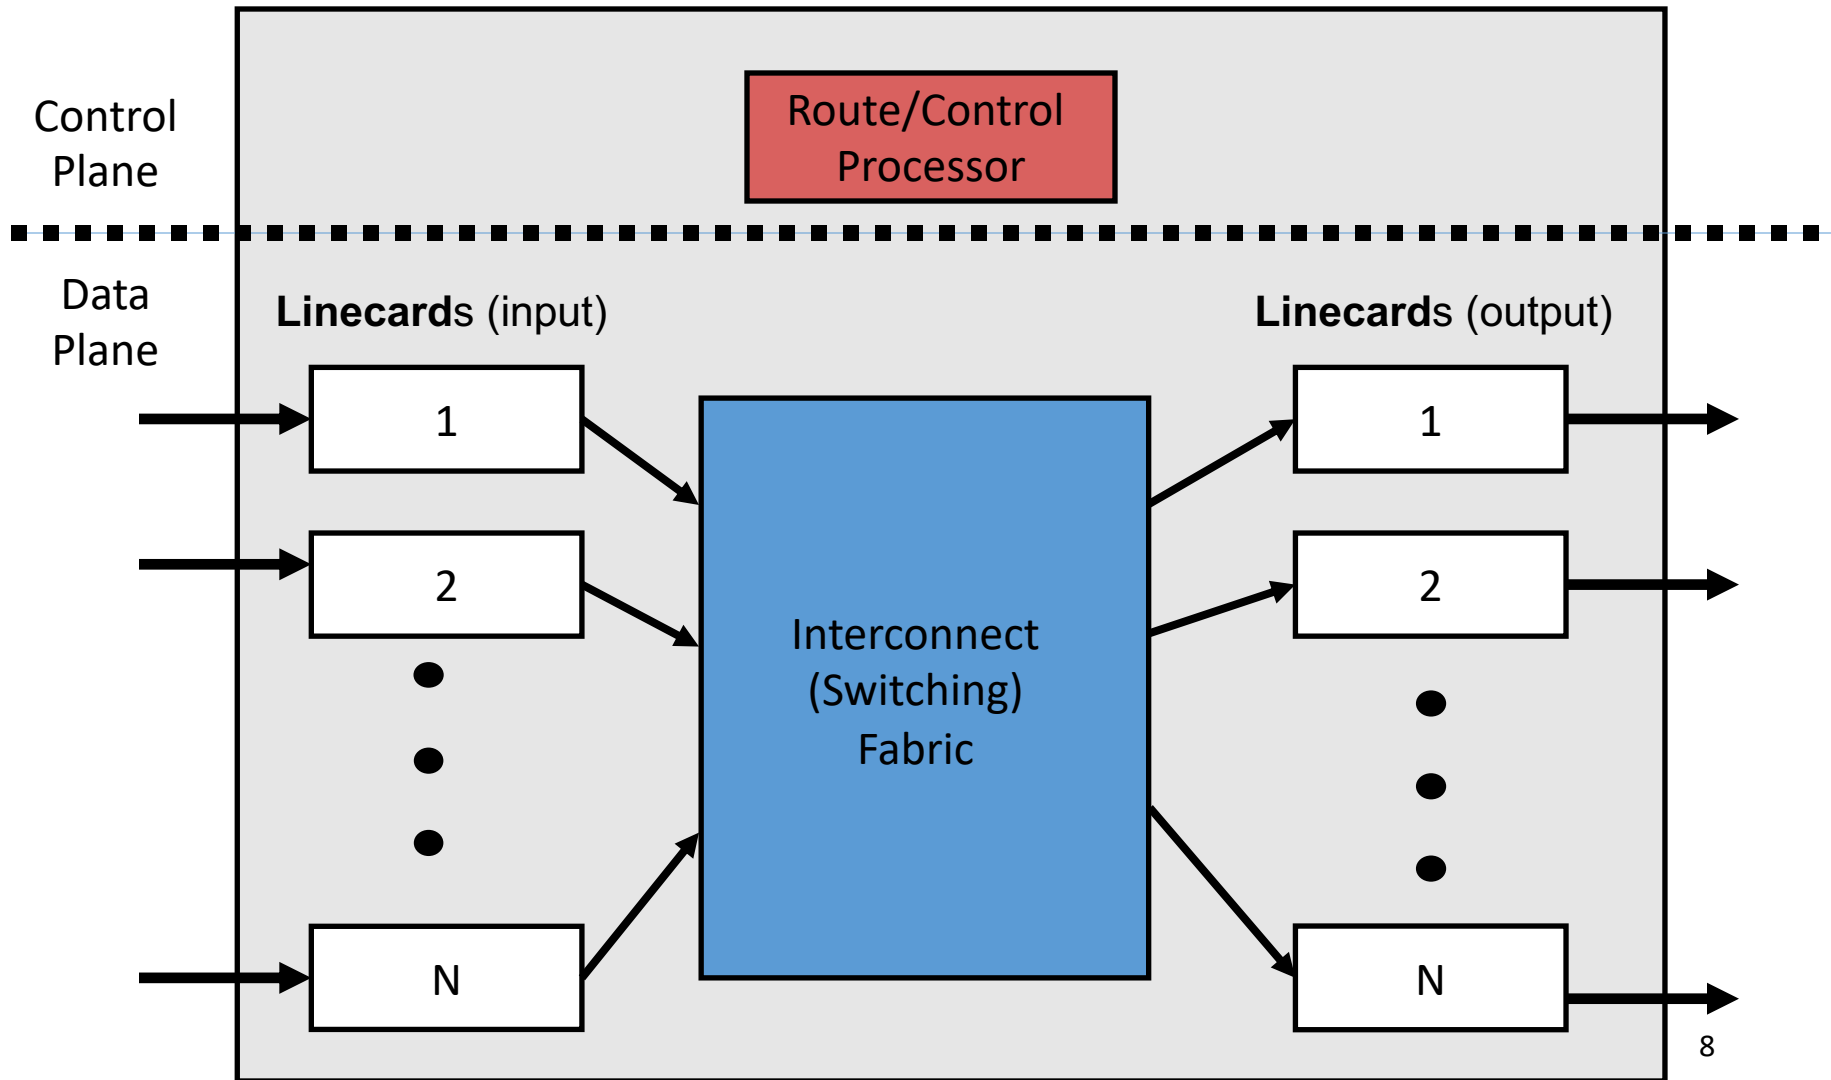 Control
Plane
Route/Control
Processor
Data
Plane
Linecards (input)
Linecards (output)
1
1
2
2
Interconnect
(Switching)
Fabric
N
N
8